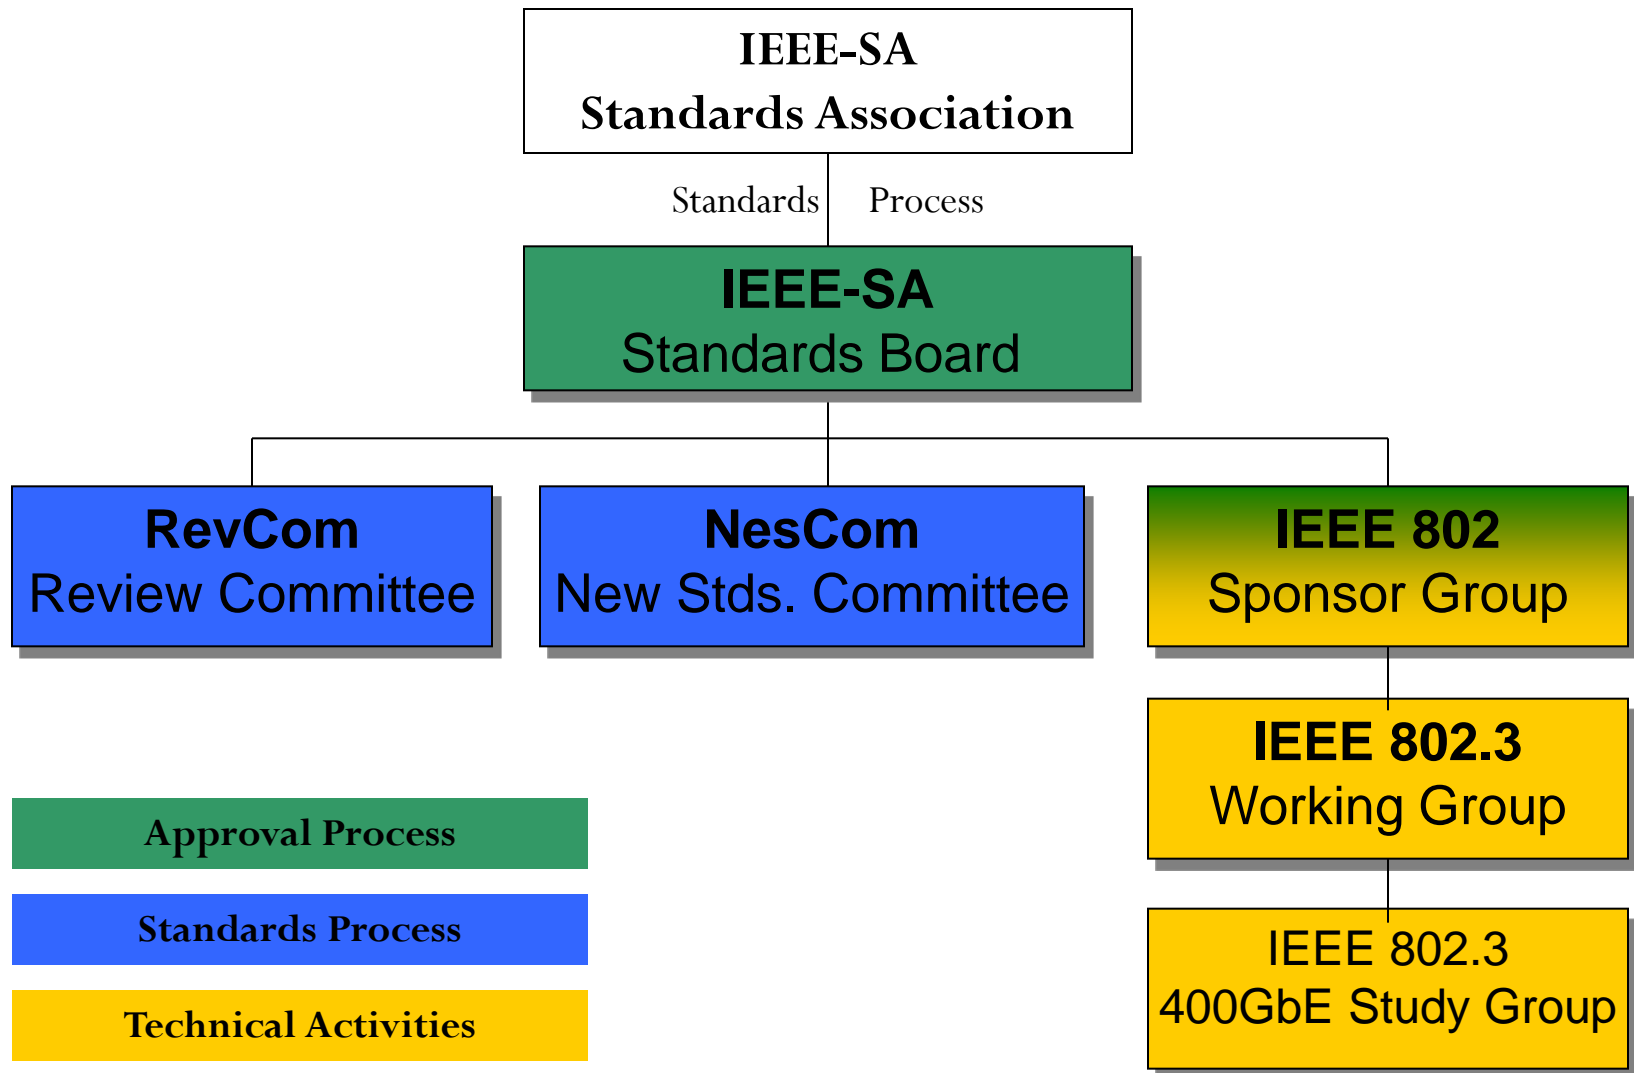 IEEE-SA
Standards Association
Standards Process
IEEE-SA
Standards Board
RevCom
Review Committee
NesCom
New Stds. Committee
IEEE 802
Sponsor Group
IEEE 802.3
Working Group
Approval Process
Standards Process
Technical Activities
IEEE 802.3
400GbE Study Group